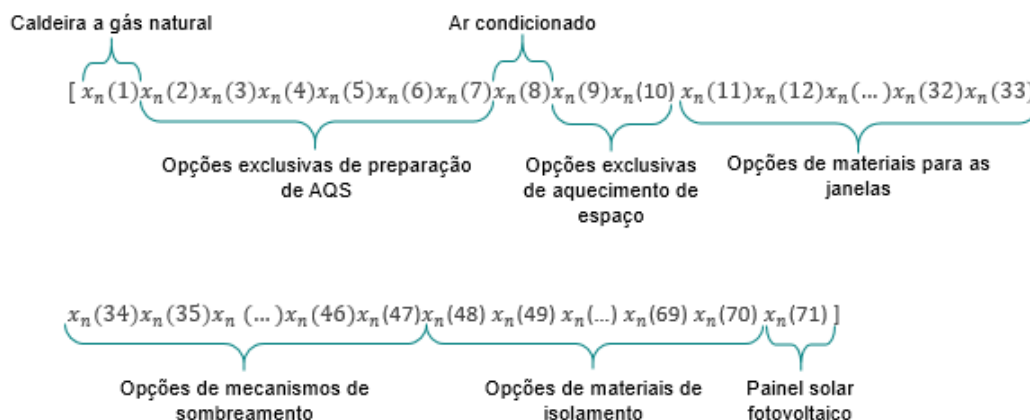 Caldeira a gás natural
Ar condicionado
[ xₙ(1)xₙ(2)xₙ(3)xₙ(4)xₙ(5)xₙ(6)xₙ(7)xₙ(8)xₙ(9)xₙ(10) xₙ(11)xₙ(12)xₙ(...)xₙ(32)xₙ(33)
Opções exclusivas de preparação
de AQS
Opções exclusivas
de aquecimento de
espaço
Opções de materiais para as
janelas
xₙ(34)xₙ(35)xₙ (...)xₙ(46)xₙ(47)xₙ(48) xₙ(49) xₙ(...) xₙ(69) xₙ(70) xₙ(71) ]
Opções de mecanismos de
sombreamento
Opções de materiais de
isolamento
Painel solar
fotovoltaico